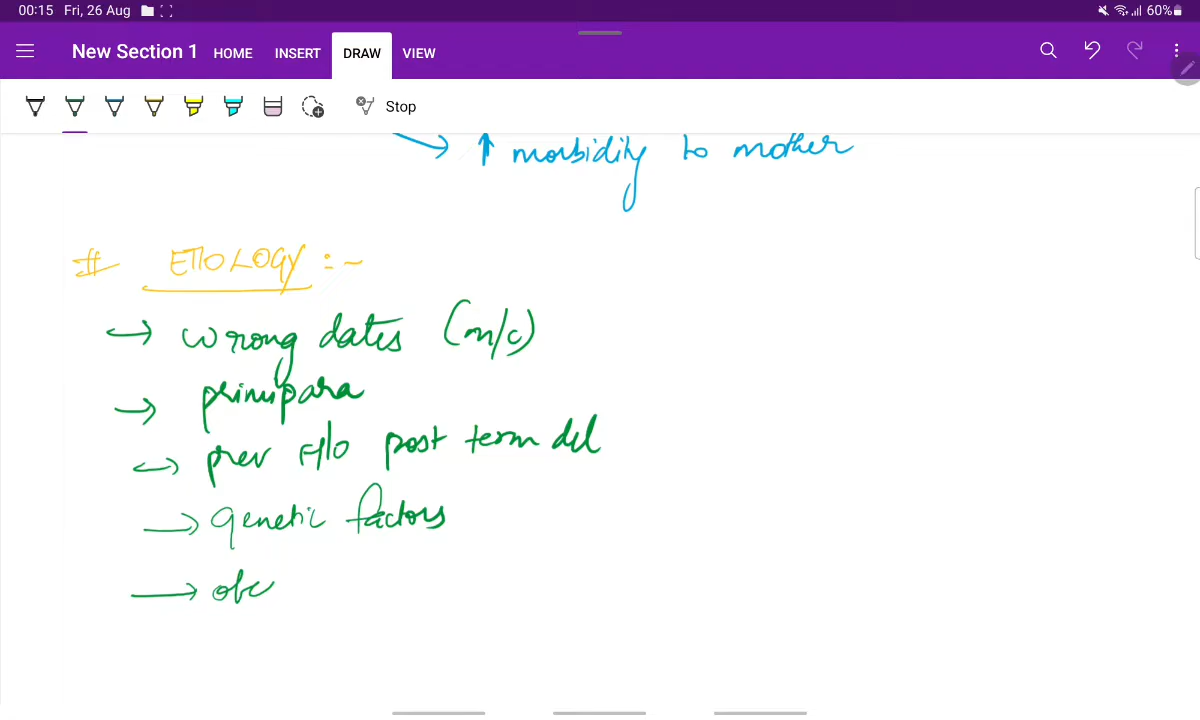 00:15 Fri, 26 Aug 60%
New Section 1 HOME INSERT DRAW VIEW
Stop
↑ morbidity to mother
# ETIOLOGY :-
→ wrong dates (m/c)
→ primipara
→ prev H/o post term del
→ genetic factors
→ obe